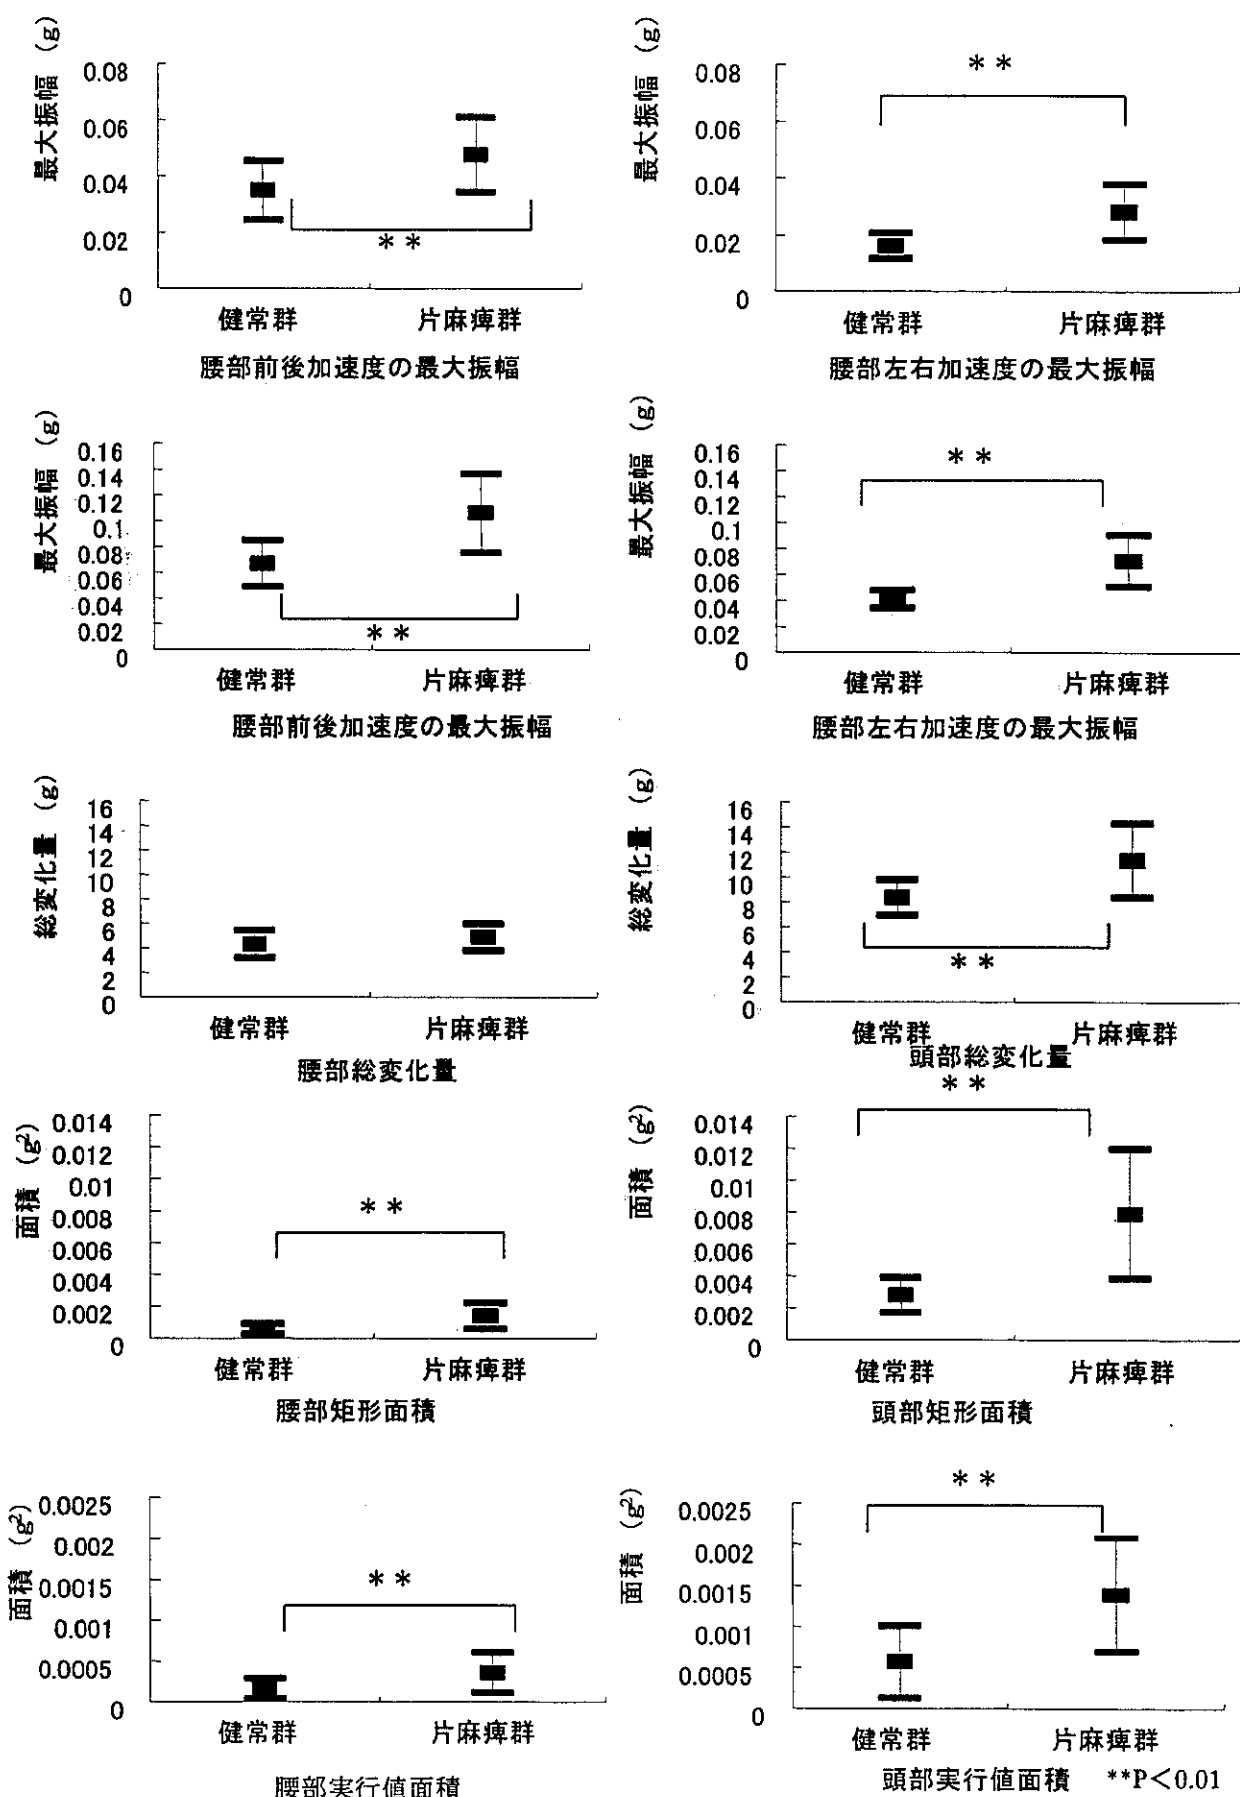 最大振幅 (g)
0.08
0.06
0.04
0.02
0
**
健常群 片麻痺群
腰部前後加速度の最大振幅
最大振幅 (g)
0.08
0.06
0.04
0.02
0
**
健常群 片麻痺群
腰部左右加速度の最大振幅
最大振幅 (g)
0.16
0.14
0.12
0.1
0.08
0.06
0.04
0.02
0
**
健常群 片麻痺群
腰部前後加速度の最大振幅
最大振幅 (g)
0.16
0.14
0.12
0.1
0.08
0.06
0.04
0.02
0
**
健常群 片麻痺群
腰部左右加速度の最大振幅
総変化量 (g)
16
14
12
10
8
6
4
2
0
健常群 片麻痺群
腰部総変化量
総変化量 (g)
16
14
12
10
8
6
4
2
0
**
健常群 片麻痺群
頭部総変化量
面積 (g²)
0.014
0.012
0.01
0.008
0.006
0.004
0.002
0
**
健常群 片麻痺群
腰部矩形面積
面積 (g²)
0.014
0.012
0.01
0.008
0.006
0.004
0.002
0
**
健常群 片麻痺群
頭部矩形面積
面積 (g²)
0.0025
0.002
0.0015
0.001
0.0005
0
**
健常群 片麻痺群
腰部実行値面積
面積 (g²)
0.0025
0.002
0.0015
0.001
0.0005
0
**
健常群 片麻痺群
頭部実行値面積 **P<0.01